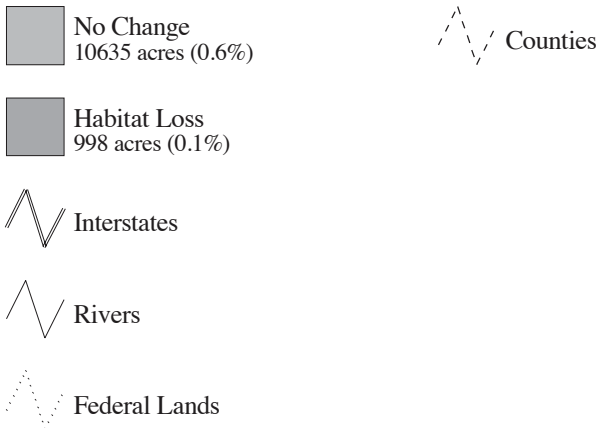 No Change
10635 acres (0.6%)
Counties
Habitat Loss
998 acres (0.1%)
Interstates
Rivers
Federal Lands